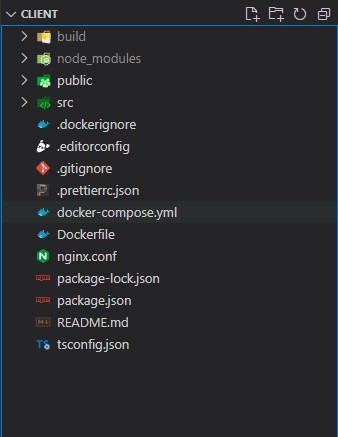 CLIENT
build
node_modules
public
src
.dockerignore
.editorconfig
.gitignore
.prettierrc.json
docker-compose.yml
Dockerfile
nginx.conf
package-lock.json
package.json
README.md
TS tsconfig.json